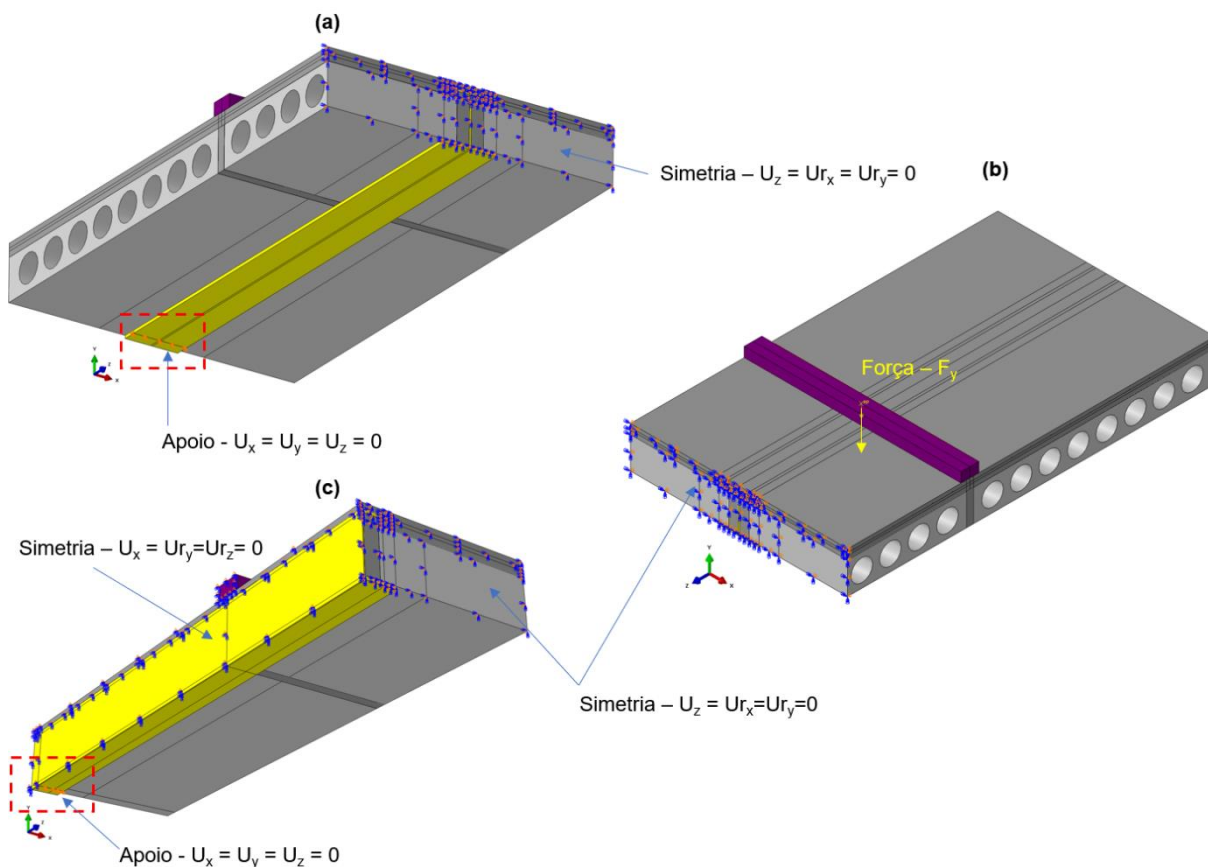 (a)
Simetria – Uz = Urx = Ury= 0
(b)
Força – Fy
Apoio - Ux = Uy = Uz = 0
(c)
Simetria – Ux = Ury=Urz= 0
Simetria – Uz = Urx=Ury=0
Apoio - Ux = Uy = Uz = 0